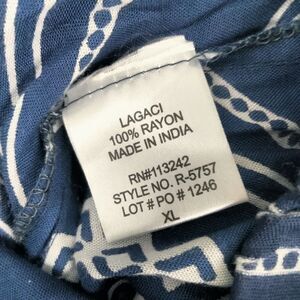 LAGACI
100% RAYON
MADE IN INDIA
RN#113242
STYLE NO. R-5757
LOT # PO # 1246
XL